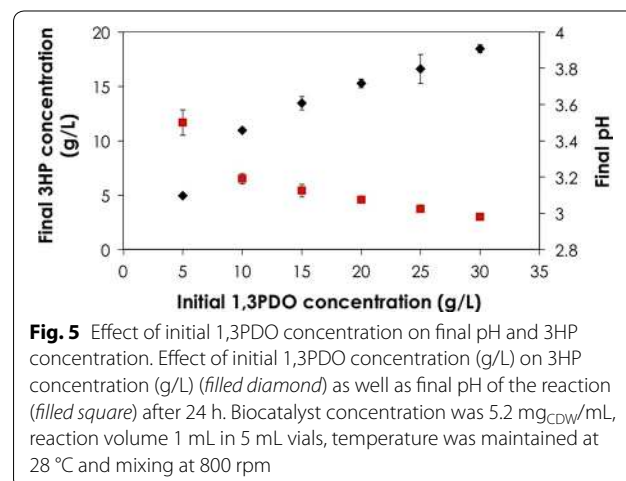 20
15
10
5
0
4
3.8
3.6
3.4
3.2
3
2.8
0 5 10 15 20 25 30 35
Final 3HP concentration
(g/L)
Final pH
Initial 1,3PDO concentration (g/L)
Fig. 5 Effect of initial 1,3PDO concentration on final pH and 3HP
concentration. Effect of initial 1,3PDO concentration (g/L) on 3HP
concentration (g/L) (filled diamond) as well as final pH of the reaction
(filled square) after 24 h. Biocatalyst concentration was 5.2 mgCDW/mL,
reaction volume 1 mL in 5 mL vials, temperature was maintained at
28 °C and mixing at 800 rpm